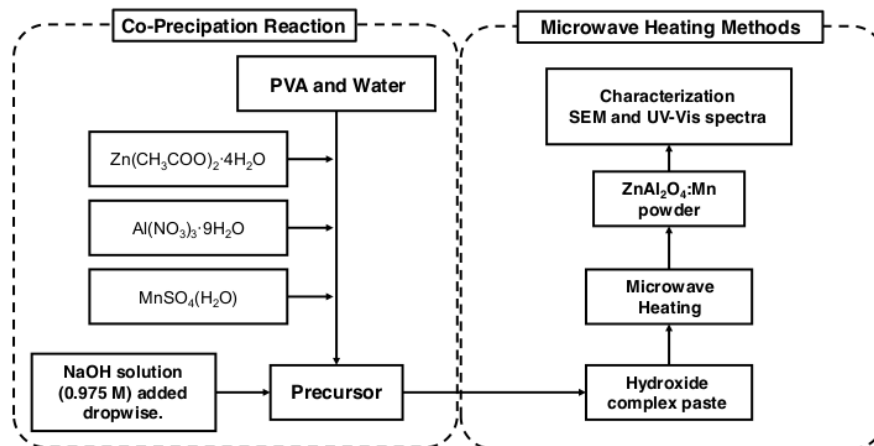 Co-Precipation Reaction
PVA and Water
Zn(CH₃COO)₂·4H₂O
Al(NO₃)₃·9H₂O
MnSO₄(H₂O)
NaOH solution
(0.975 M) added
dropwise.
Precursor
Microwave Heating Methods
Characterization
SEM and UV-Vis spectra
ZnAl₂O₄:Mn
powder
Microwave
Heating
Hydroxide
complex paste